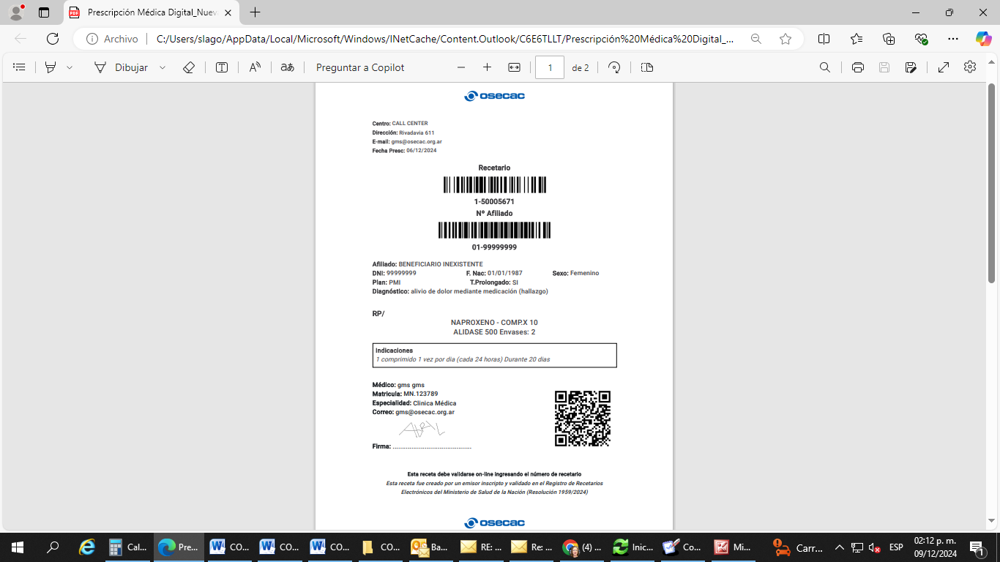 Prescripción Médica Digital_Nuev
Archivo
C:/Users/slago/AppData/Local/Microsoft/Windows/INetCache/Content.Outlook/C6E6TLLT/Prescripción%20Médica%20Digital_...
Dibujar
Preguntar a Copilot
1 de 2
osecac
Centro: CALL CENTER
Dirección: Rivadavia 611
E-mail: gms@osecac.org.ar
Fecha Presc: 06/12/2024
Recetario
1-50005671
Nº Afiliado
01-99999999
Afiliado: BENEFICIARIO INEXISTENTE
DNI: 99999999 F. Nac: 01/01/1987 Sexo: Femenino
Plan: PMI T.Prolongado: SI
Diagnóstico: alivio de dolor mediante medicación (hallazgo)
RP/
NAPROXENO - COMP.X 10
ALIDASE 500 Envases: 2
Indicaciones
1 comprimido 1 vez por dia (cada 24 horas) Durante 20 dias
Médico: gms gms
Matricula: MN.123789
Especialidad: Clinica Médica
Correo: gms@osecac.org.ar
Firma: ..........................................
Esta receta debe validarse on-line ingresando el número de recetario
Esta receta fue creado por un emisor inscripto y validado en el Registro de Recetarios
Electrónicos del Ministerio de Salud de la Nación (Resolución 1959/2024)
osecac
Cal... Pre... CO... CO... CO... CO... Ba... RE: ... Re: ... (4) ... Inic... Co... Mi... Carr... ESP 02:12 p. m.
09/12/2024
1